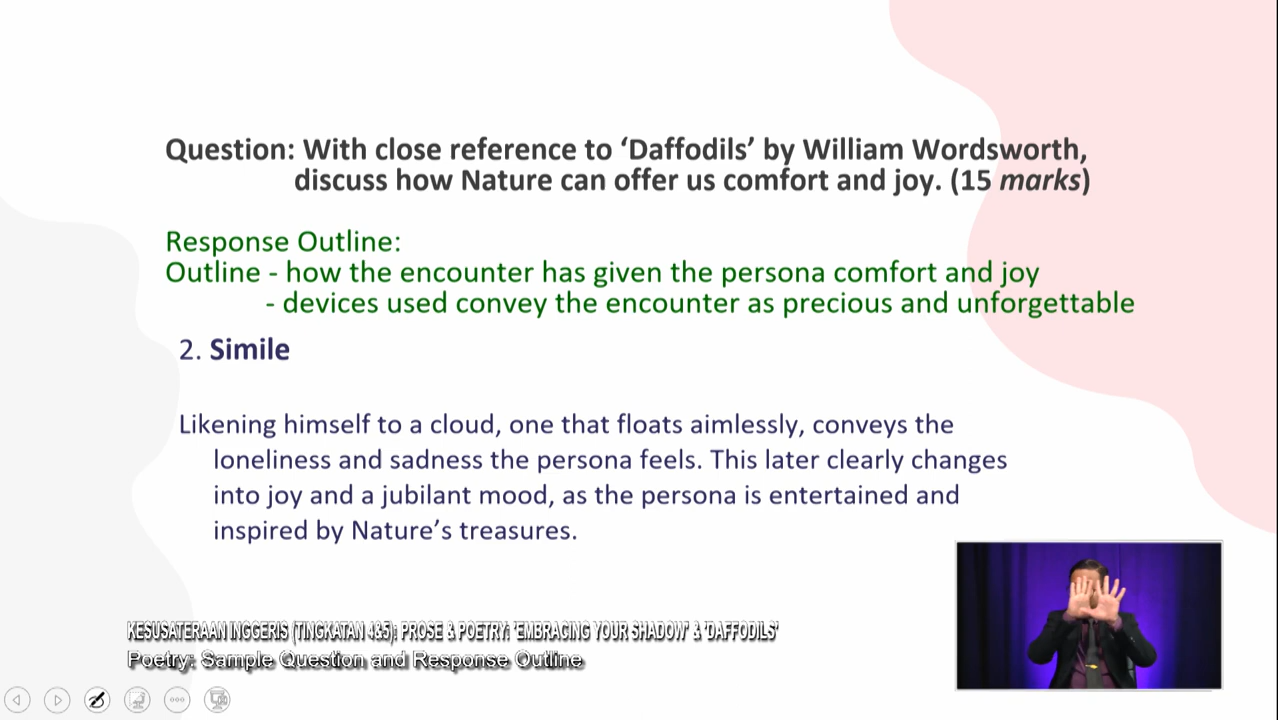 Question: With close reference to ‘Daffodils’ by William Wordsworth,
discuss how Nature can offer us comfort and joy. (15 marks)
Response Outline:
Outline - how the encounter has given the persona comfort and joy
- devices used convey the encounter as precious and unforgettable
2. Simile
Likening himself to a cloud, one that floats aimlessly, conveys the
loneliness and sadness the persona feels. This later clearly changes
into joy and a jubilant mood, as the persona is entertained and
inspired by Nature’s treasures.
KESUSATERAAN INGGERIS (TINGKATAN 4&5): PROSE & POETRY: 'EMBRACING YOUR SHADOW' & 'DAFFODILS'
Poetry: Sample Question and Response Outline